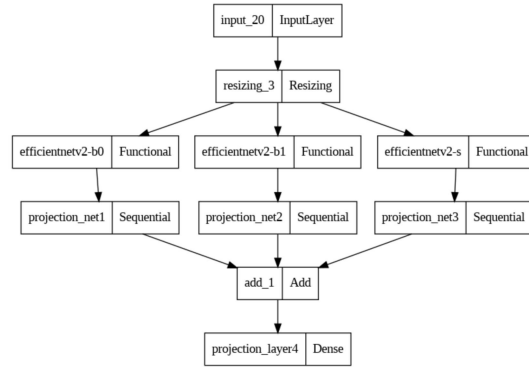 input_20 InputLayer
resizing_3 Resizing
efficientnetv2-b0 Functional
efficientnetv2-b1 Functional
efficientnetv2-s Functional
projection_net1 Sequential
projection_net2 Sequential
projection_net3 Sequential
add_1 Add
projection_layer4 Dense